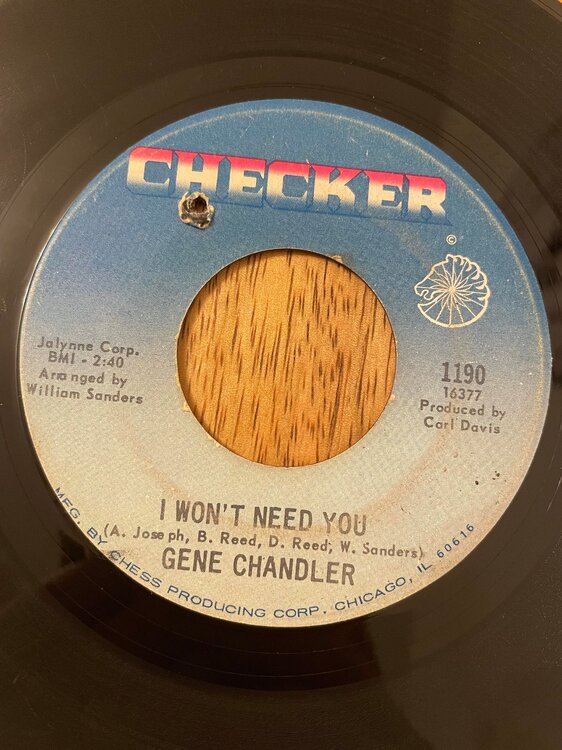 CHECKER
©
Jalynne Corp.
BMI - 2:40
Arranged by
William Sanders
1190
16377
Produced by
Carl Davis
I WON'T NEED YOU
(A. Joseph, B. Reed, D. Reed, W. Sanders)
GENE CHANDLER
MFG. BY CHESS PRODUCING CORP. CHICAGO, IL 60616